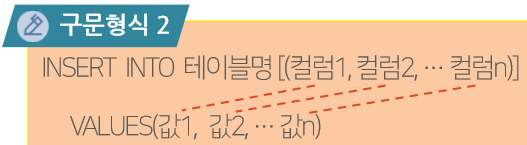 구문형식 2
INSERT INTO 테이블명 [(컬럼1, 컬럼2, ⋯ 컬럼n)]
VALUES(값1, 값2, ⋯ 값n)